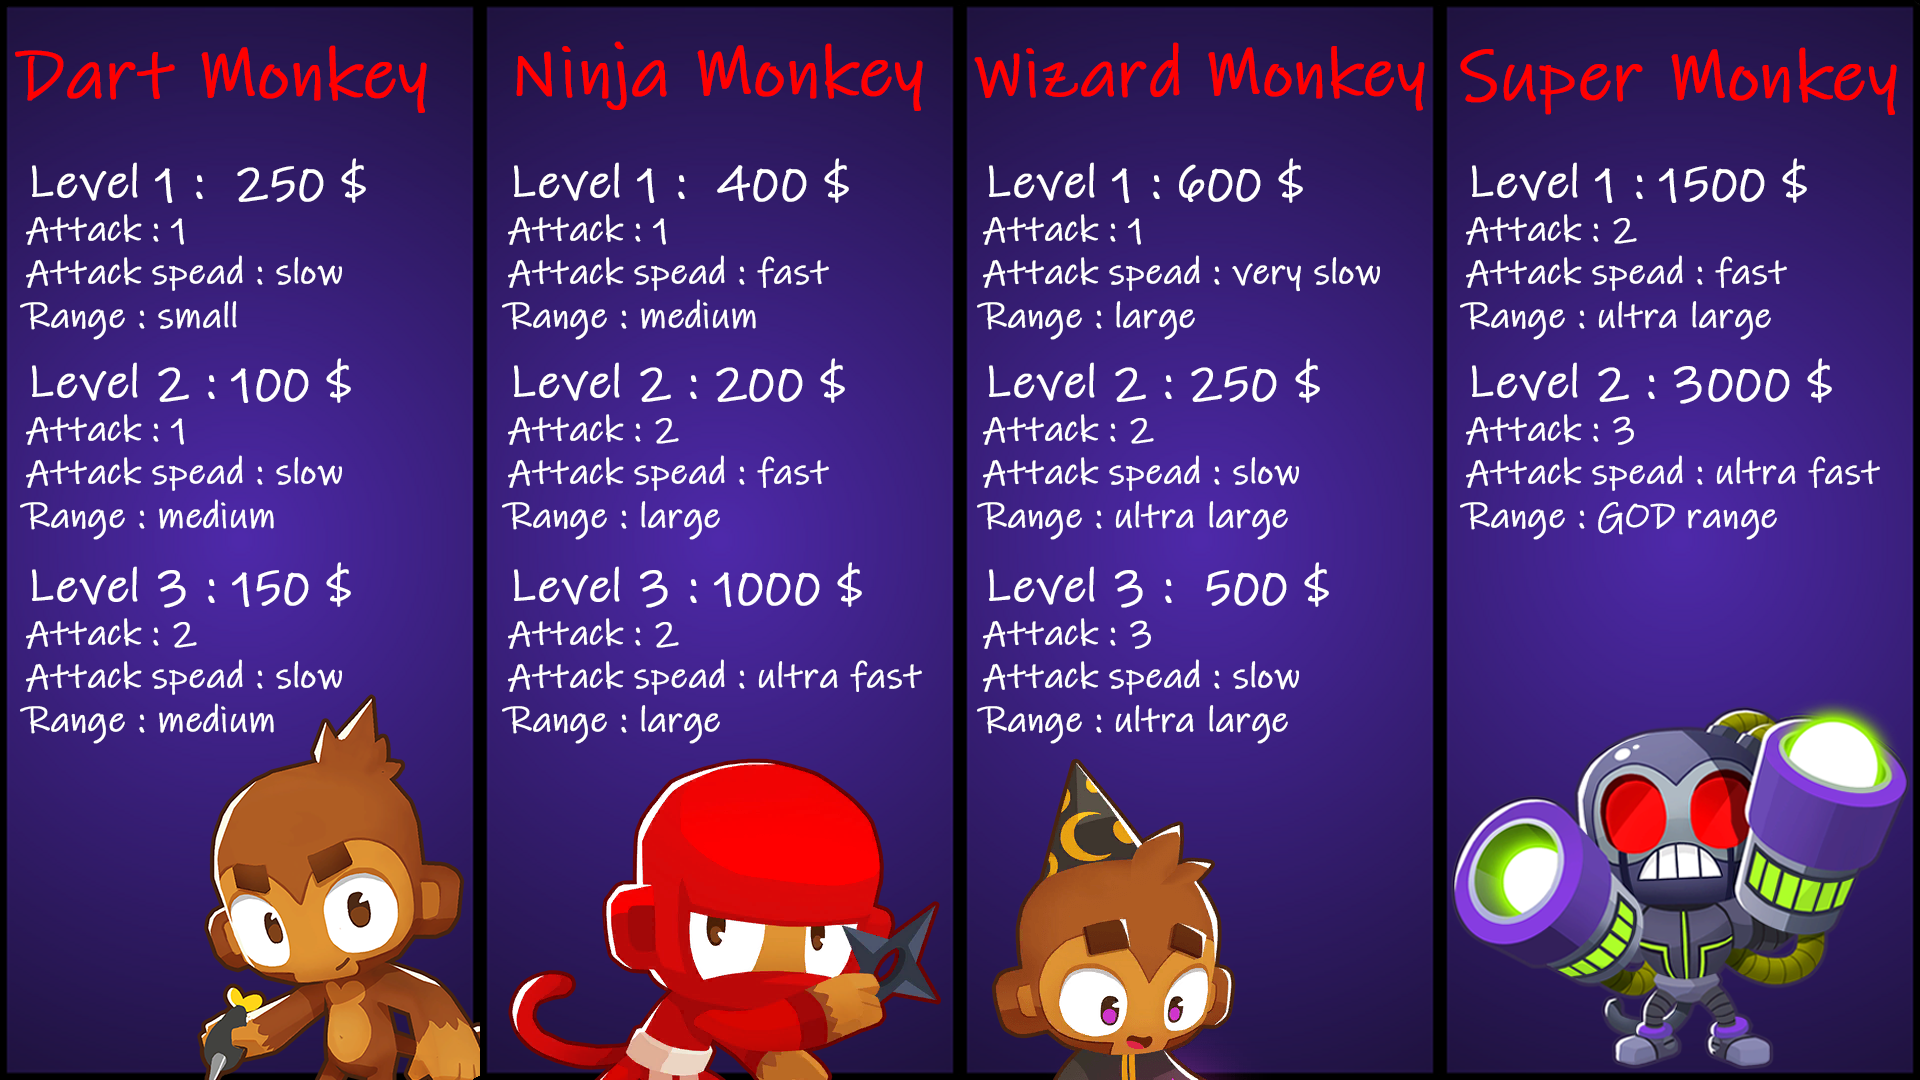 Dart Monkey
Level 1 : 250 $
Attack : 1
Attack spead : slow
Range : small
Level 2 : 100 $
Attack : 1
Attack spead : slow
Range : medium
Level 3 : 150 $
Attack : 2
Attack spead : slow
Range : medium
Ninja Monkey
Level 1 : 400 $
Attack : 1
Attack spead : fast
Range : medium
Level 2 : 200 $
Attack : 2
Attack spead : fast
Range : large
Level 3 : 1000 $
Attack : 2
Attack spead : ultra fast
Range : large
Wizard Monkey
Level 1 : 600 $
Attack : 1
Attack spead : very slow
Range : large
Level 2 : 250 $
Attack : 2
Attack spead : slow
Range : ultra large
Level 3 : 500 $
Attack : 3
Attack spead : slow
Range : ultra large
Super Monkey
Level 1 : 1500 $
Attack : 2
Attack spead : fast
Range : ultra large
Level 2 : 3000 $
Attack : 3
Attack spead : ultra fast
Range : GOD range